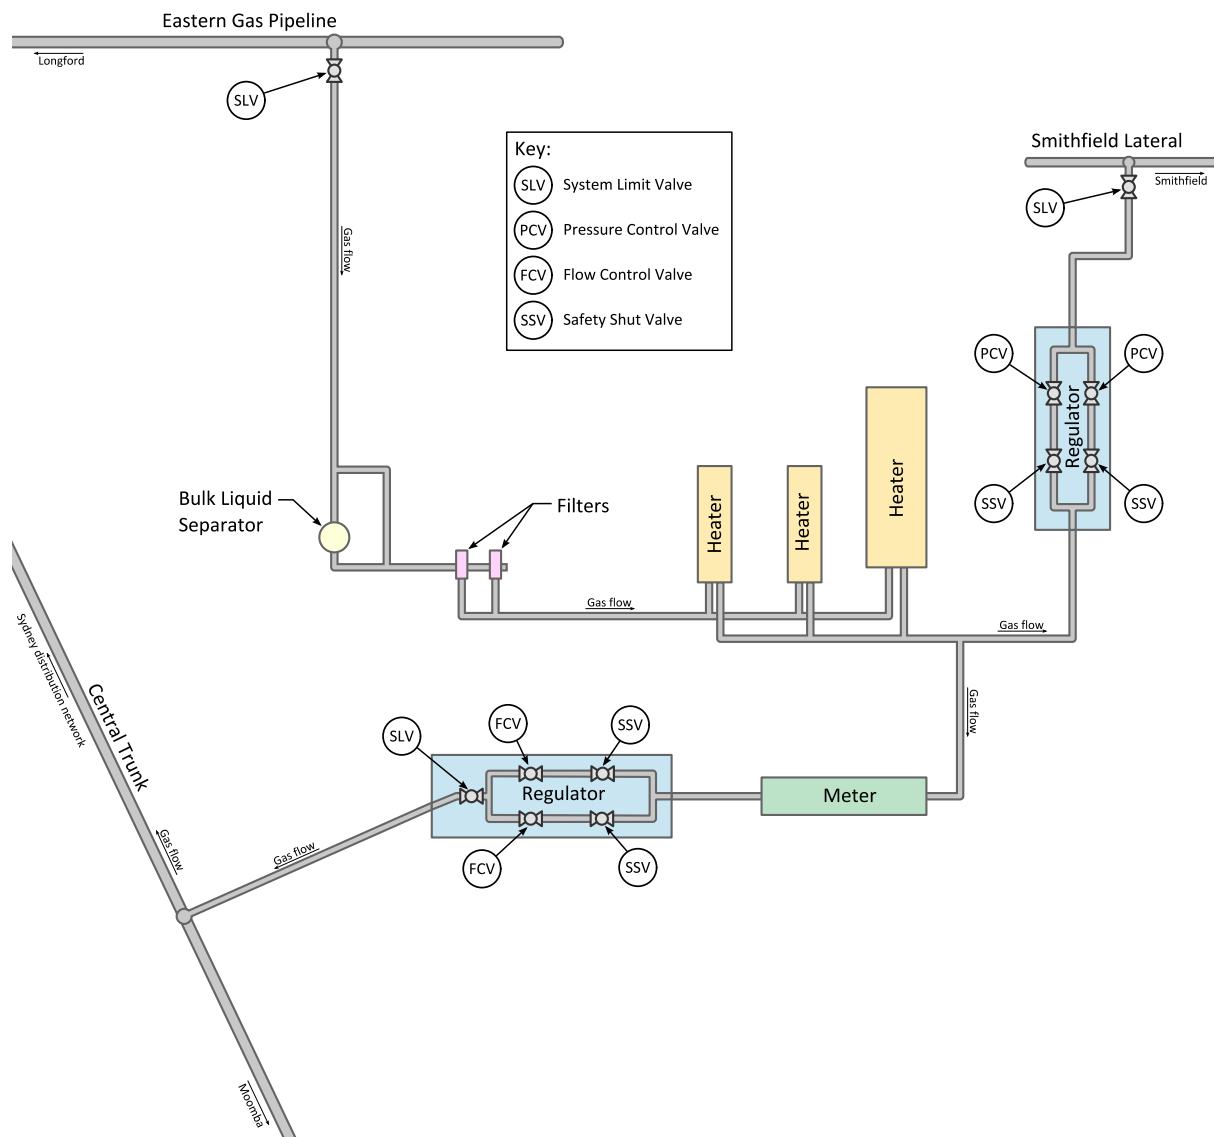 Eastern Gas Pipeline
Longford
SLV
Key:
SLV System Limit Valve
PCV Pressure Control Valve
FCV Flow Control Valve
SSV Safety Shut Valve
Smithfield Lateral
Smithfield
SLV
Gas flow
PCV
PCV
Regulator
SSV
SSV
Bulk Liquid
Separator
Filters
Heater
Heater
Heater
Gas flow
Gas flow
Gas flow
Sydney distribution network
Central Trunk
SLV
FCV
SSV
Regulator
Meter
FCV
SSV
Gas flow
Gas flow
Moomba